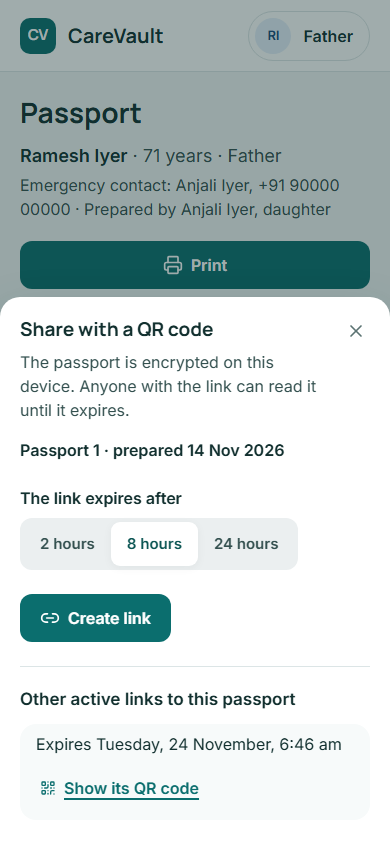 CV CareVault RI Father
Passport
Ramesh Iyer · 71 years · Father
Emergency contact: Anjali Iyer, +91 90000
00000 · Prepared by Anjali Iyer, daughter
Print
Share with a QR code
The passport is encrypted on this
device. Anyone with the link can read it
until it expires.
Passport 1 · prepared 14 Nov 2026
The link expires after
2 hours 8 hours 24 hours
Create link
Other active links to this passport
Expires Tuesday, 24 November, 6:46 am
Show its QR code